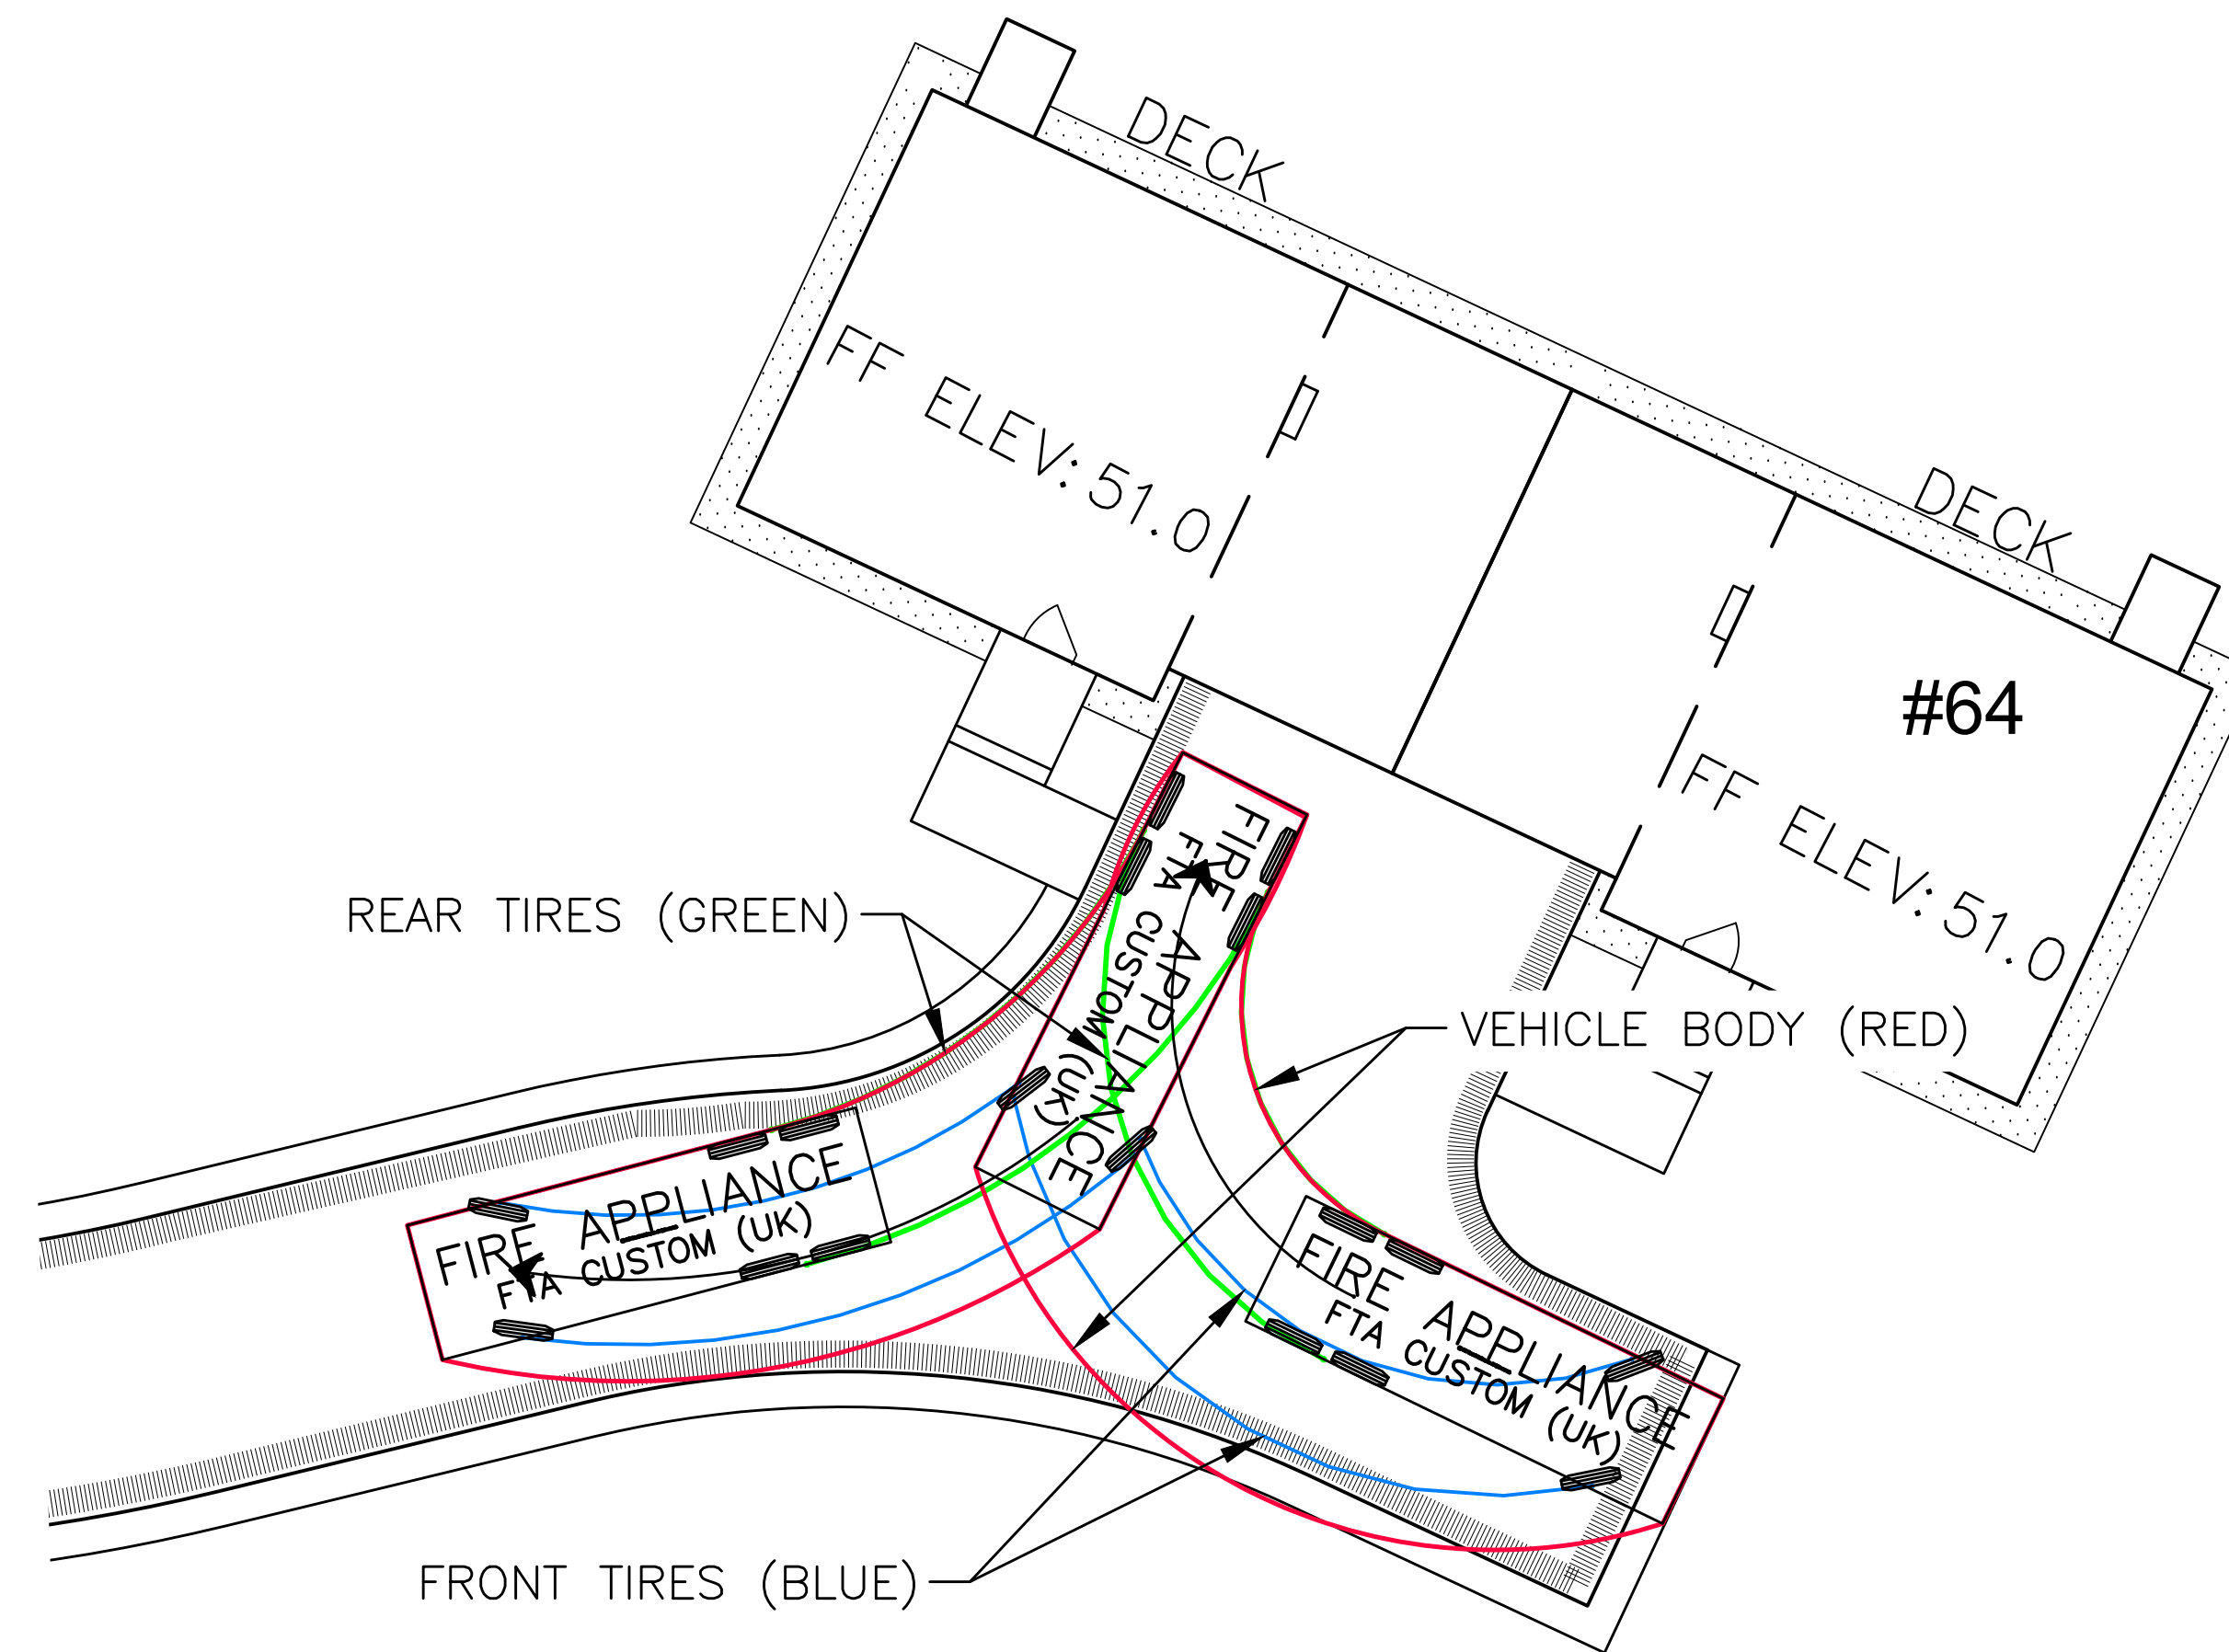 DECK
FF ELEV: 51.0
DECK
#64
FF ELEV: 51.0
REAR TIRES (GREEN)
FIRE APPLIANCE
FTA CUSTOM (UK)
VEHICLE BODY (RED)
FIRE APPLIANCE
FTA CUSTOM (UK)
FIRE APPLIANCE
FTA CUSTOM (UK)
FRONT TIRES (BLUE)